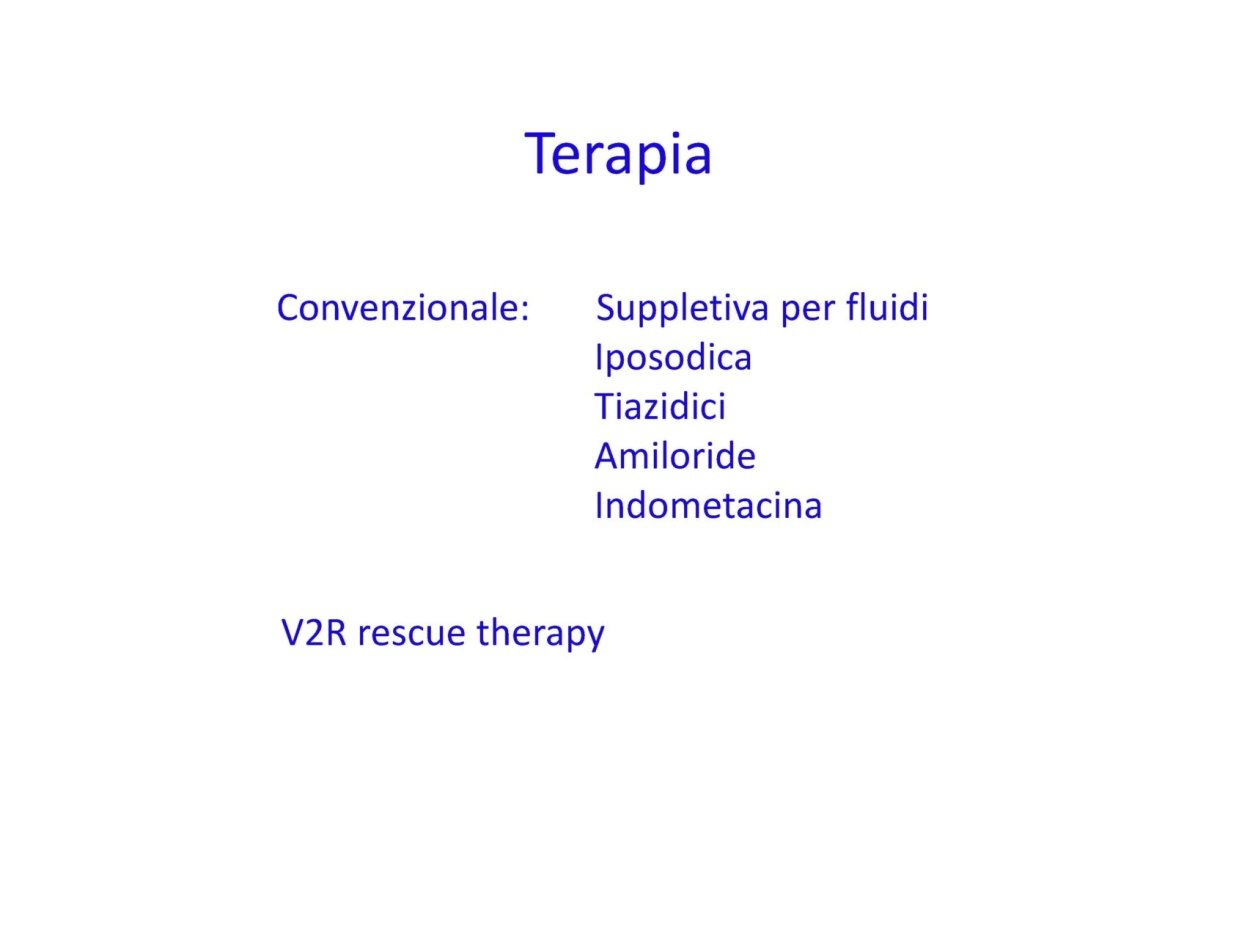 Terapia
Convenzionale: Suppletiva per fluidi
Iposodica
Tiazidici
Amiloride
Indometacina
V2R rescue therapy